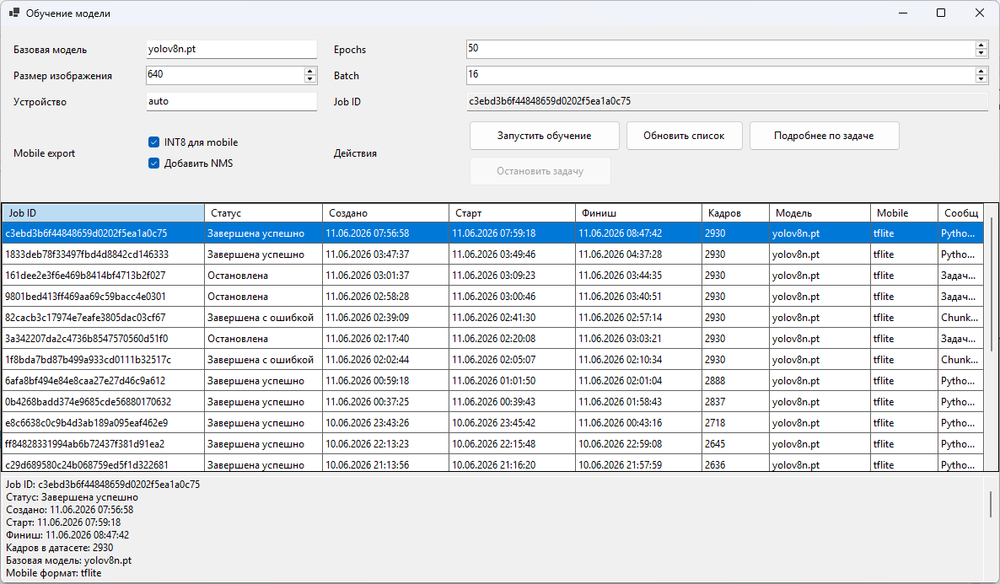 Обучение модели
Базовая модель yolov8n.pt Epochs 50
Размер изображения 640 Batch 16
Устройство auto Job ID c3ebd3b6f44848659d0202f5ea1a0c75
Mobile export INT8 для mobile Добавить NMS Действия Запустить обучение Обновить список Подробнее по задаче
Остановить задачу
Job ID Статус Создано Старт Финиш Кадров Модель Mobile Сообщ
c3ebd3b6f44848659d0202f5ea1a0c75 Завершена успешно 11.06.2026 07:56:58 11.06.2026 07:59:18 11.06.2026 08:47:42 2930 yolov8n.pt tflite Pytho...
1833deb78f33497fbd4d8842cd146333 Завершена успешно 11.06.2026 03:47:37 11.06.2026 03:49:46 11.06.2026 04:37:28 2930 yolov8n.pt tflite Pytho...
161dee2e3f6e469b8414bf4713b2f027 Остановлена 11.06.2026 03:01:37 11.06.2026 03:09:23 11.06.2026 03:44:35 2930 yolov8n.pt tflite Задач...
9801bed413ff469aa69c59bacc4e0301 Остановлена 11.06.2026 02:58:28 11.06.2026 03:00:46 11.06.2026 03:40:51 2930 yolov8n.pt tflite Задач...
82cacb3c17974e7eafe3805dac03cf67 Завершена с ошибкой 11.06.2026 02:39:09 11.06.2026 02:41:30 11.06.2026 02:57:14 2930 yolov8n.pt tflite Chunk...
3a342207da2c4736b8547570560d51f0 Остановлена 11.06.2026 02:17:40 11.06.2026 02:20:08 11.06.2026 03:03:21 2930 yolov8n.pt tflite Задач...
1f8bda7bd87b499a933cd0111b32517c Завершена с ошибкой 11.06.2026 02:02:44 11.06.2026 02:05:07 11.06.2026 02:10:34 2930 yolov8n.pt tflite Chunk...
6afa8bf494e84e8caa27e27d46c9a612 Завершена успешно 11.06.2026 00:59:18 11.06.2026 01:01:50 11.06.2026 02:01:04 2888 yolov8n.pt tflite Pytho...
0b4268badd374e9685cde56880170632 Завершена успешно 11.06.2026 00:37:25 11.06.2026 00:39:43 11.06.2026 01:58:43 2837 yolov8n.pt tflite Pytho...
e8c6638c0c9b4d3ab189a095eaf462e9 Завершена успешно 10.06.2026 23:43:26 10.06.2026 23:45:42 11.06.2026 00:43:16 2718 yolov8n.pt tflite Pytho...
ff84828331994ab6b72437f381d91ea2 Завершена успешно 10.06.2026 22:13:23 10.06.2026 22:15:48 10.06.2026 22:59:08 2645 yolov8n.pt tflite Pytho...
c29d689580c24b068759ed5f1d322681 Завершена успешно 10.06.2026 21:13:56 10.06.2026 21:16:20 10.06.2026 21:57:59 2636 yolov8n.pt tflite Pytho...
Job ID: c3ebd3b6f44848659d0202f5ea1a0c75
Статус: Завершена успешно
Создано: 11.06.2026 07:56:58
Старт: 11.06.2026 07:59:18
Финиш: 11.06.2026 08:47:42
Кадров в датасете: 2930
Базовая модель: yolov8n.pt
Mobile формат: tflite